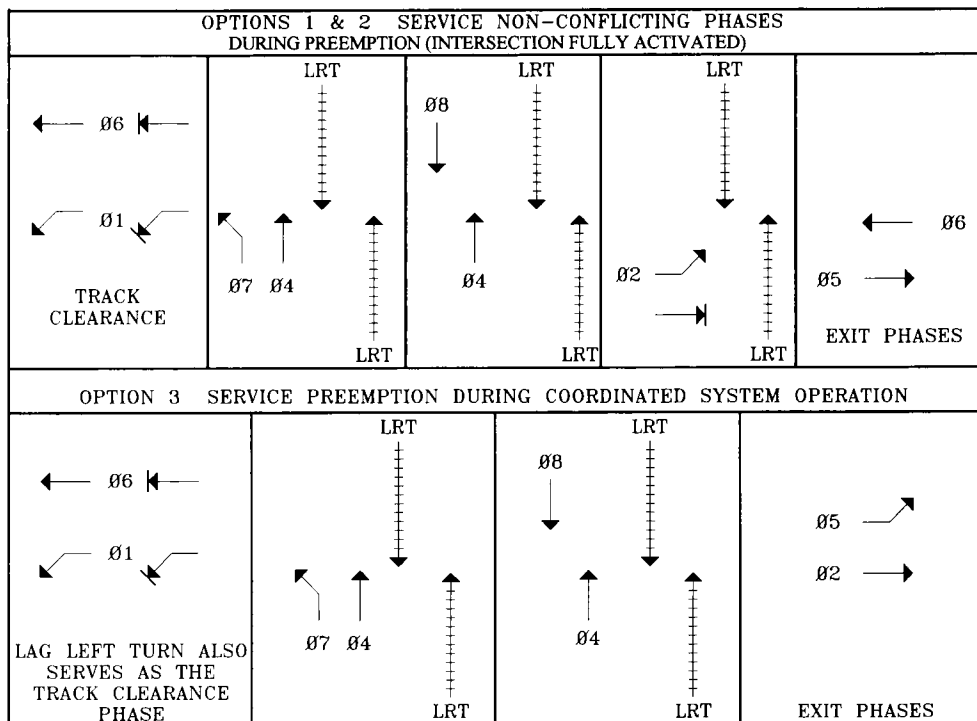 OPTIONS 1 & 2 SERVICE NON-CONFLICTING PHASES
DURING PREEMPTION (INTERSECTION FULLY ACTIVATED)
Ø6
Ø1
TRACK
CLEARANCE
LRT
Ø7 Ø4
LRT
LRT
Ø8
Ø4
LRT
LRT
Ø2
LRT
Ø6
Ø5
EXIT PHASES
OPTION 3 SERVICE PREEMPTION DURING COORDINATED SYSTEM OPERATION
Ø6
Ø1
LAG LEFT TURN ALSO
SERVES AS THE
TRACK CLEARANCE
PHASE
LRT
Ø7 Ø4
LRT
LRT
Ø8
Ø4
LRT
Ø5
Ø2
EXIT PHASES